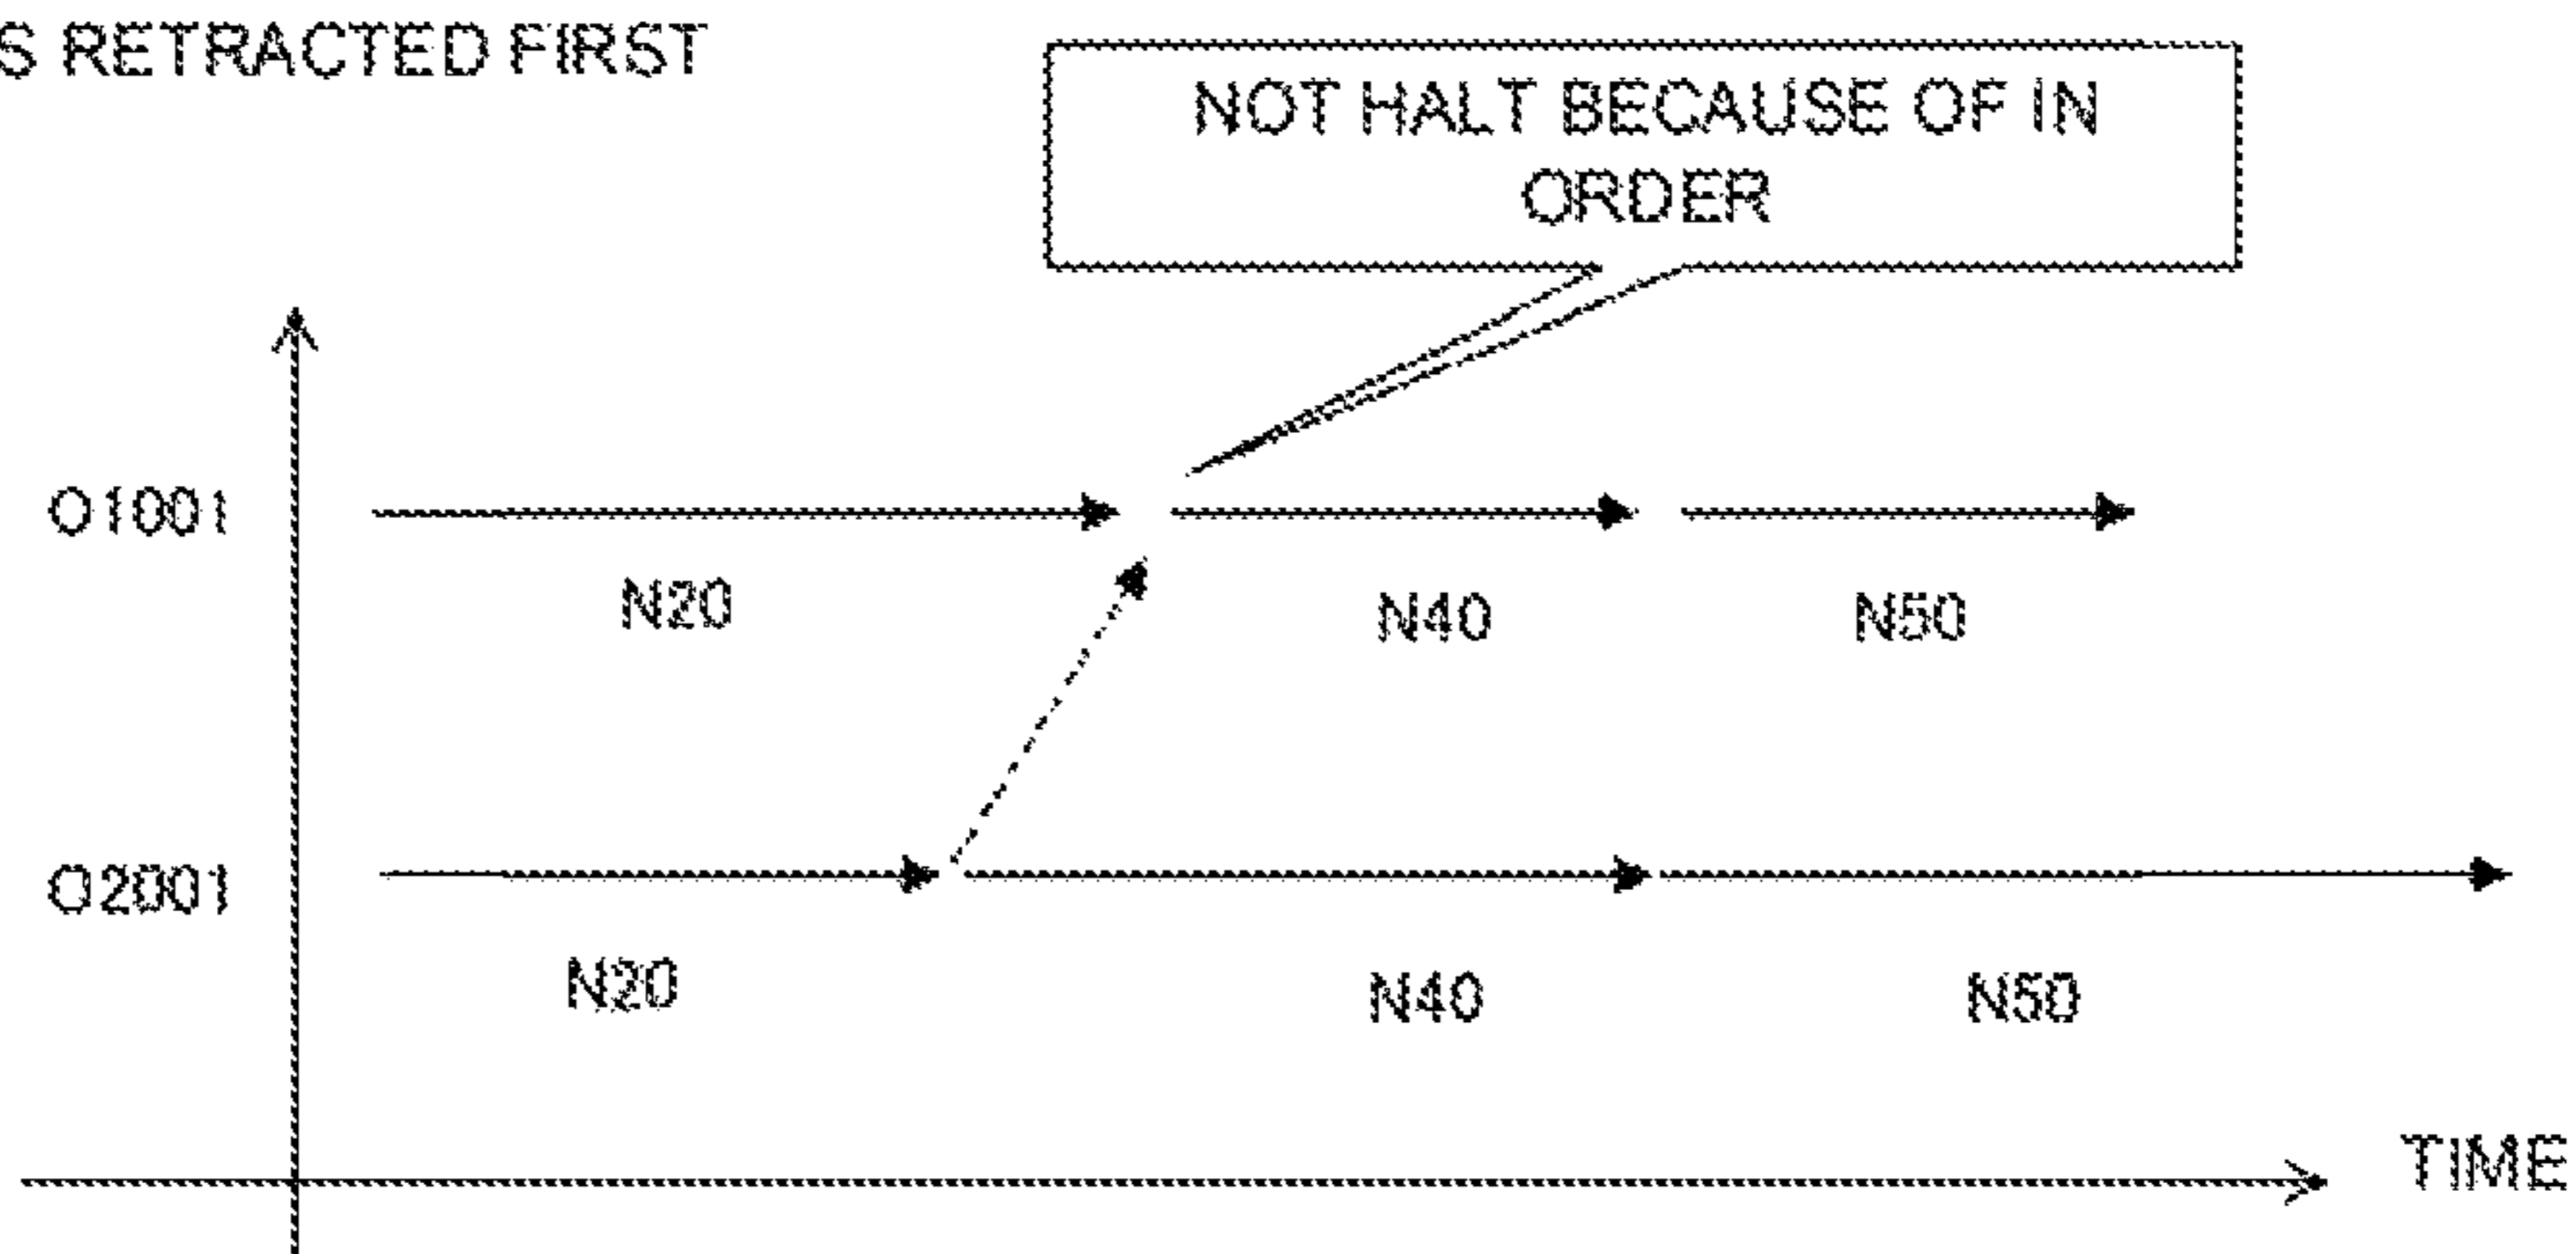 S RETRACTED FIRST
NOT HALT BECAUSE OF IN
ORDER
O1001
N20
N40
N50
O2001
N20
N40
N50
TIME